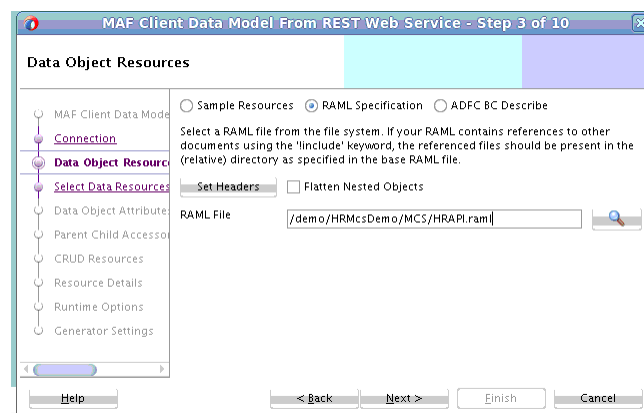 MAF Client Data Model From REST Web Service - Step 3 of 10
Data Object Resources
MAF Client Data Mode
Connection
Data Object Resourc
Select Data Resources
Data Object Attribute
Parent Child Accesso
CRUD Resources
Resource Details
Runtime Options
Generator Settings
Sample Resources RAML Specification ADFC BC Describe
Select a RAML file from the file system. If your RAML contains references to other
documents using the '!include' keyword, the referenced files should be present in the
(relative) directory as specified in the base RAML file.
Set Headers Flatten Nested Objects
RAML File /demo/HRMcsDemo/MCS/HRAPI.raml
Help < Back Next > Finish Cancel